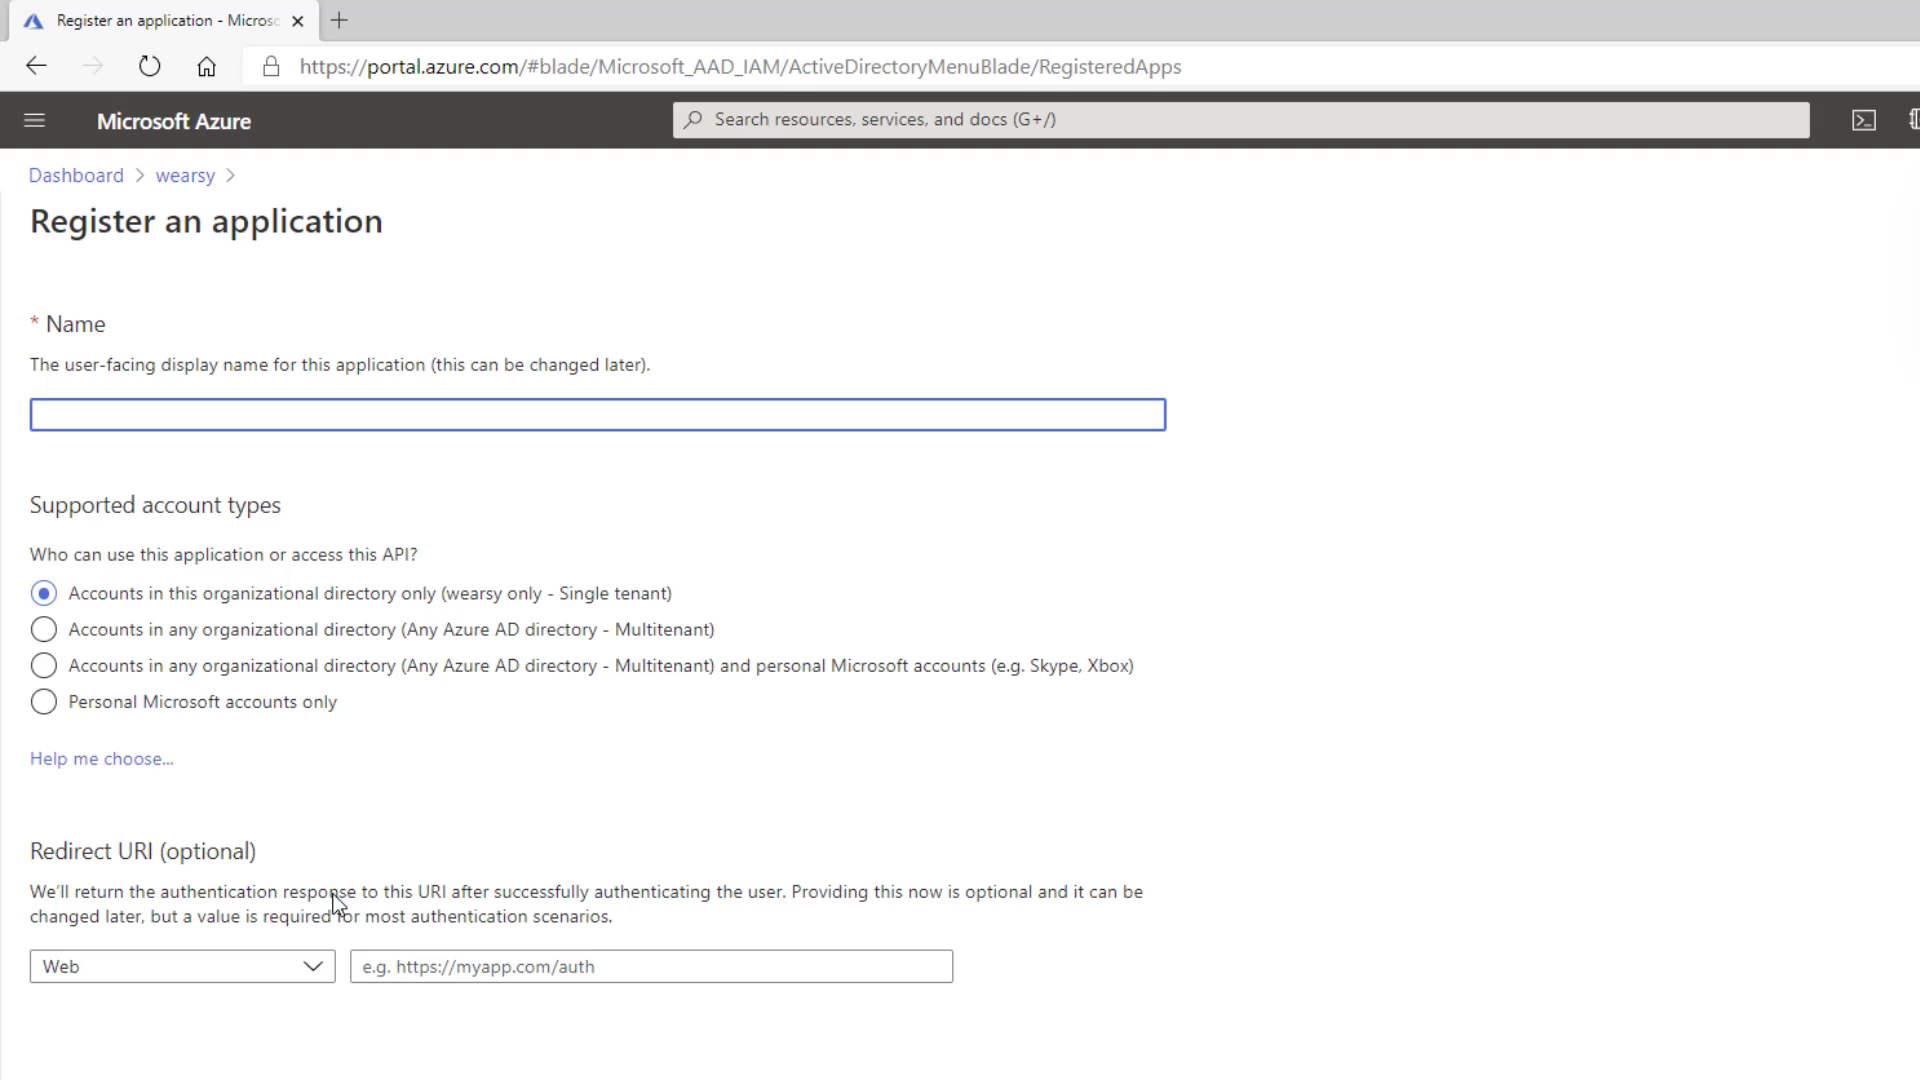 Register an application - Micros
https://portal.azure.com/#blade/Microsoft_AAD_IAM/ActiveDirectoryMenuBlade/RegisteredApps
Microsoft Azure
Search resources, services, and docs (G+/)
Dashboard > wearsy >
Register an application
* Name
The user-facing display name for this application (this can be changed later).
Supported account types
Who can use this application or access this API?
Accounts in this organizational directory only (wearsy only - Single tenant)
Accounts in any organizational directory (Any Azure AD directory - Multitenant)
Accounts in any organizational directory (Any Azure AD directory - Multitenant) and personal Microsoft accounts (e.g. Skype, Xbox)
Personal Microsoft accounts only
Help me choose...
Redirect URI (optional)
We'll return the authentication response to this URI after successfully authenticating the user. Providing this now is optional and it can be
changed later, but a value is required for most authentication scenarios.
Web
e.g. https://myapp.com/auth